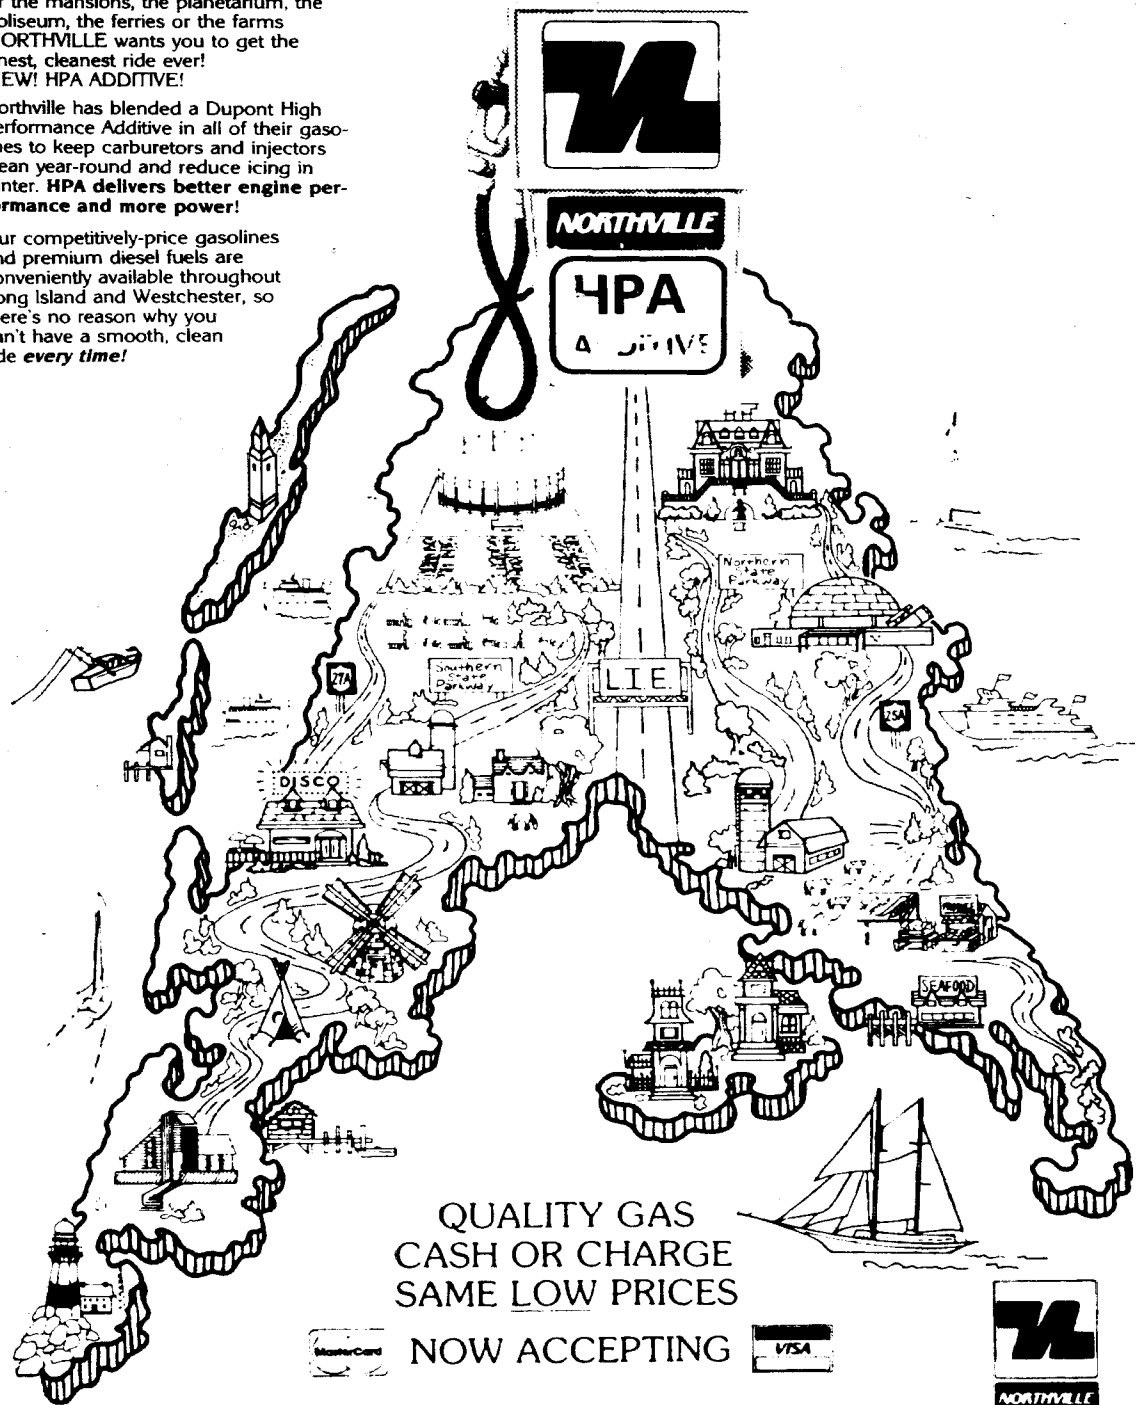 the mansions, the planetarium, the
oliseum, the ferries or the farms
ORTHVILLE wants you to get the
nest, cleanest ride ever!
EW! HPA ADDITIVE!
orthville has blended a Dupont High
erformance Additive in all of their gaso-
nes to keep carburetors and injectors
ean year-round and reduce icing in
nter. HPA delivers better engine per-
rmance and more power!
ur competitively-price gasolines
nd premium diesel fuels are
onveniently available throughout
ong Island and Westchester, so
ere's no reason why you
an't have a smooth, clean
de every time!
NORTHVILLE
HPA
ADDITIVE
Northern
State
Parkway
Southern
State
Parkway
L.I.E.
27A
25A
DISCO
SEAFOOD
QUALITY GAS
CASH OR CHARGE
SAME LOW PRICES
MasterCard
NOW ACCEPTING
VISA
NORTHVILLE